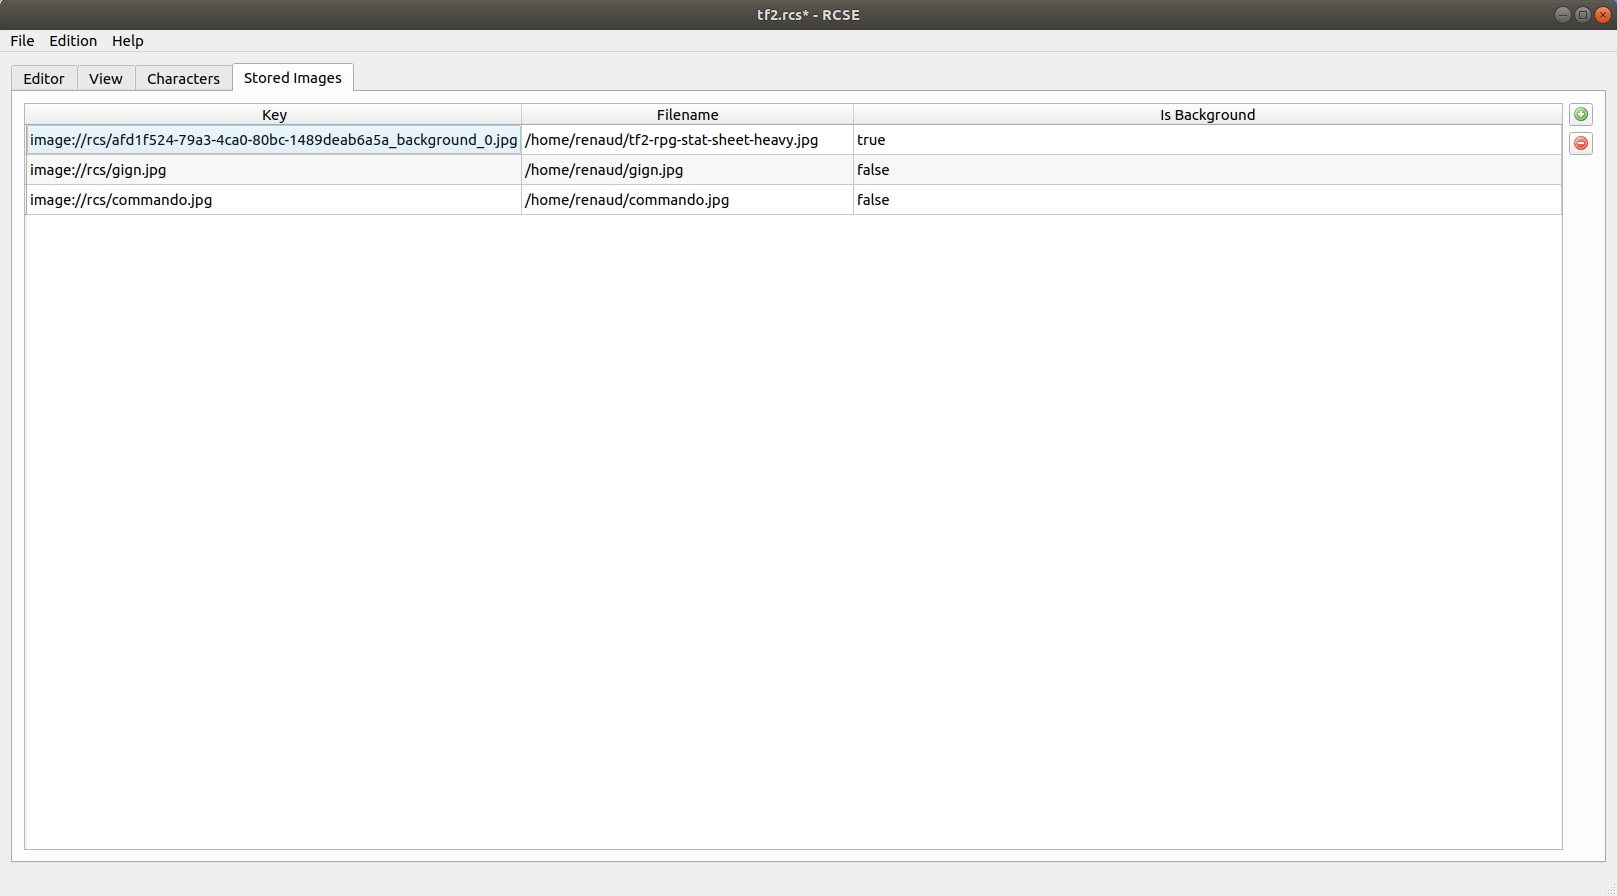 tf2.rcs* - RCSE
File Edition Help
Editor View Characters Stored Images
Key Filename Is Background
image://rcs/afd1f524-79a3-4ca0-80bc-1489deab6a5a_background_0.jpg /home/renaud/tf2-rpg-stat-sheet-heavy.jpg true
image://rcs/gign.jpg /home/renaud/gign.jpg false
image://rcs/commando.jpg /home/renaud/commando.jpg false